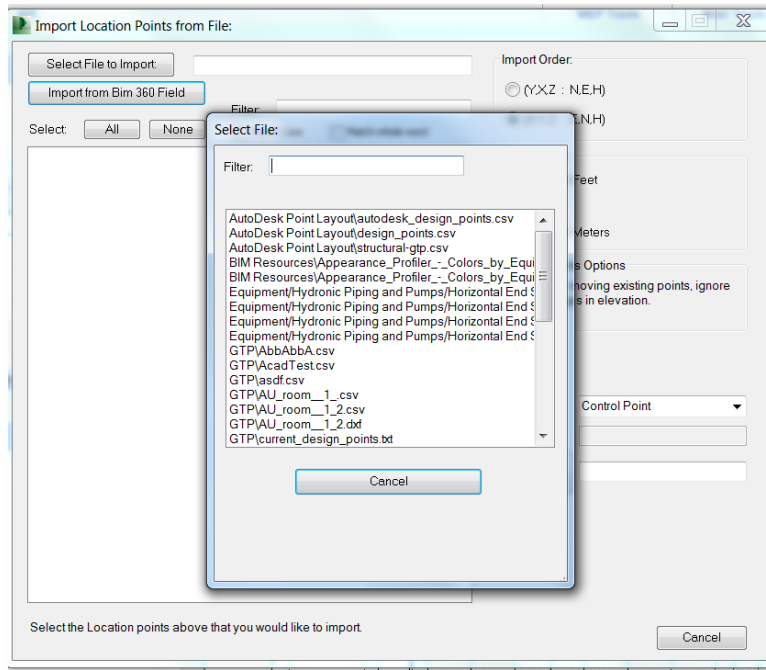 Import Location Points from File:
Select File to Import:
Import from Bim 360 Field
Filter:
Select:
All
None
Match whole word
Import Order:
(Y,X,Z : N,E,H)
E,N,H)
Feet
Meters
s Options
oving existing points, ignore
s in elevation.
Control Point
Select File:
Filter:
AutoDesk Point Layout\autodesk_design_points.csv
AutoDesk Point Layout\design_points.csv
AutoDesk Point Layout\structural-gtp.csv
BIM Resources\Appearance_Profiler_-_Colors_by_Equi
BIM Resources\Appearance_Profiler_-_Colors_by_Equi
Equipment/Hydronic Piping and Pumps/Horizontal End S
Equipment/Hydronic Piping and Pumps/Horizontal End S
Equipment/Hydronic Piping and Pumps/Horizontal End S
Equipment/Hydronic Piping and Pumps/Horizontal End S
GTP\AbbAbbA.csv
GTP\AcadTest.csv
GTP\asdf.csv
GTP\AU_room__1_.csv
GTP\AU_room__1_2.csv
GTP\AU_room__1_2.dxf
GTP\current_design_points.txt
Cancel
Select the Location points above that you would like to import.
Cancel